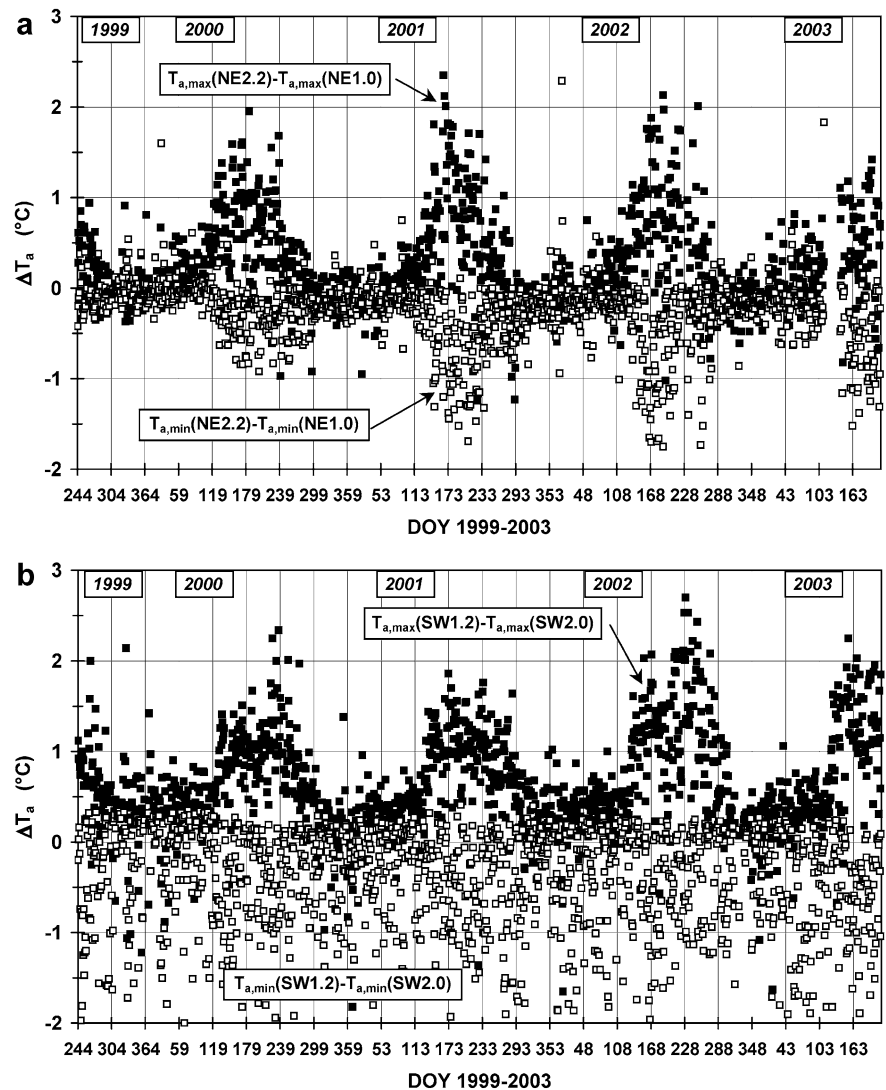 a
3
1999 2000 2001 2002 2003
Ta,max(NE2.2)-Ta,max(NE1.0)
2
1
ΔTa (°C)
0
-1
Ta,min(NE2.2)-Ta,min(NE1.0)
-2
244 304 364 59 119 179 239 299 359 53 113 173 233 293 353 48 108 168 228 288 348 43 103 163
DOY 1999-2003
b
3
1999 2000 2001 2002 2003
Ta,max(SW1.2)-Ta,max(SW2.0)
2
1
ΔTa (°C)
0
-1
Ta,min(SW1.2)-Ta,min(SW2.0)
-2
244 304 364 59 119 179 239 299 359 53 113 173 233 293 353 48 108 168 228 288 348 43 103 163
DOY 1999-2003